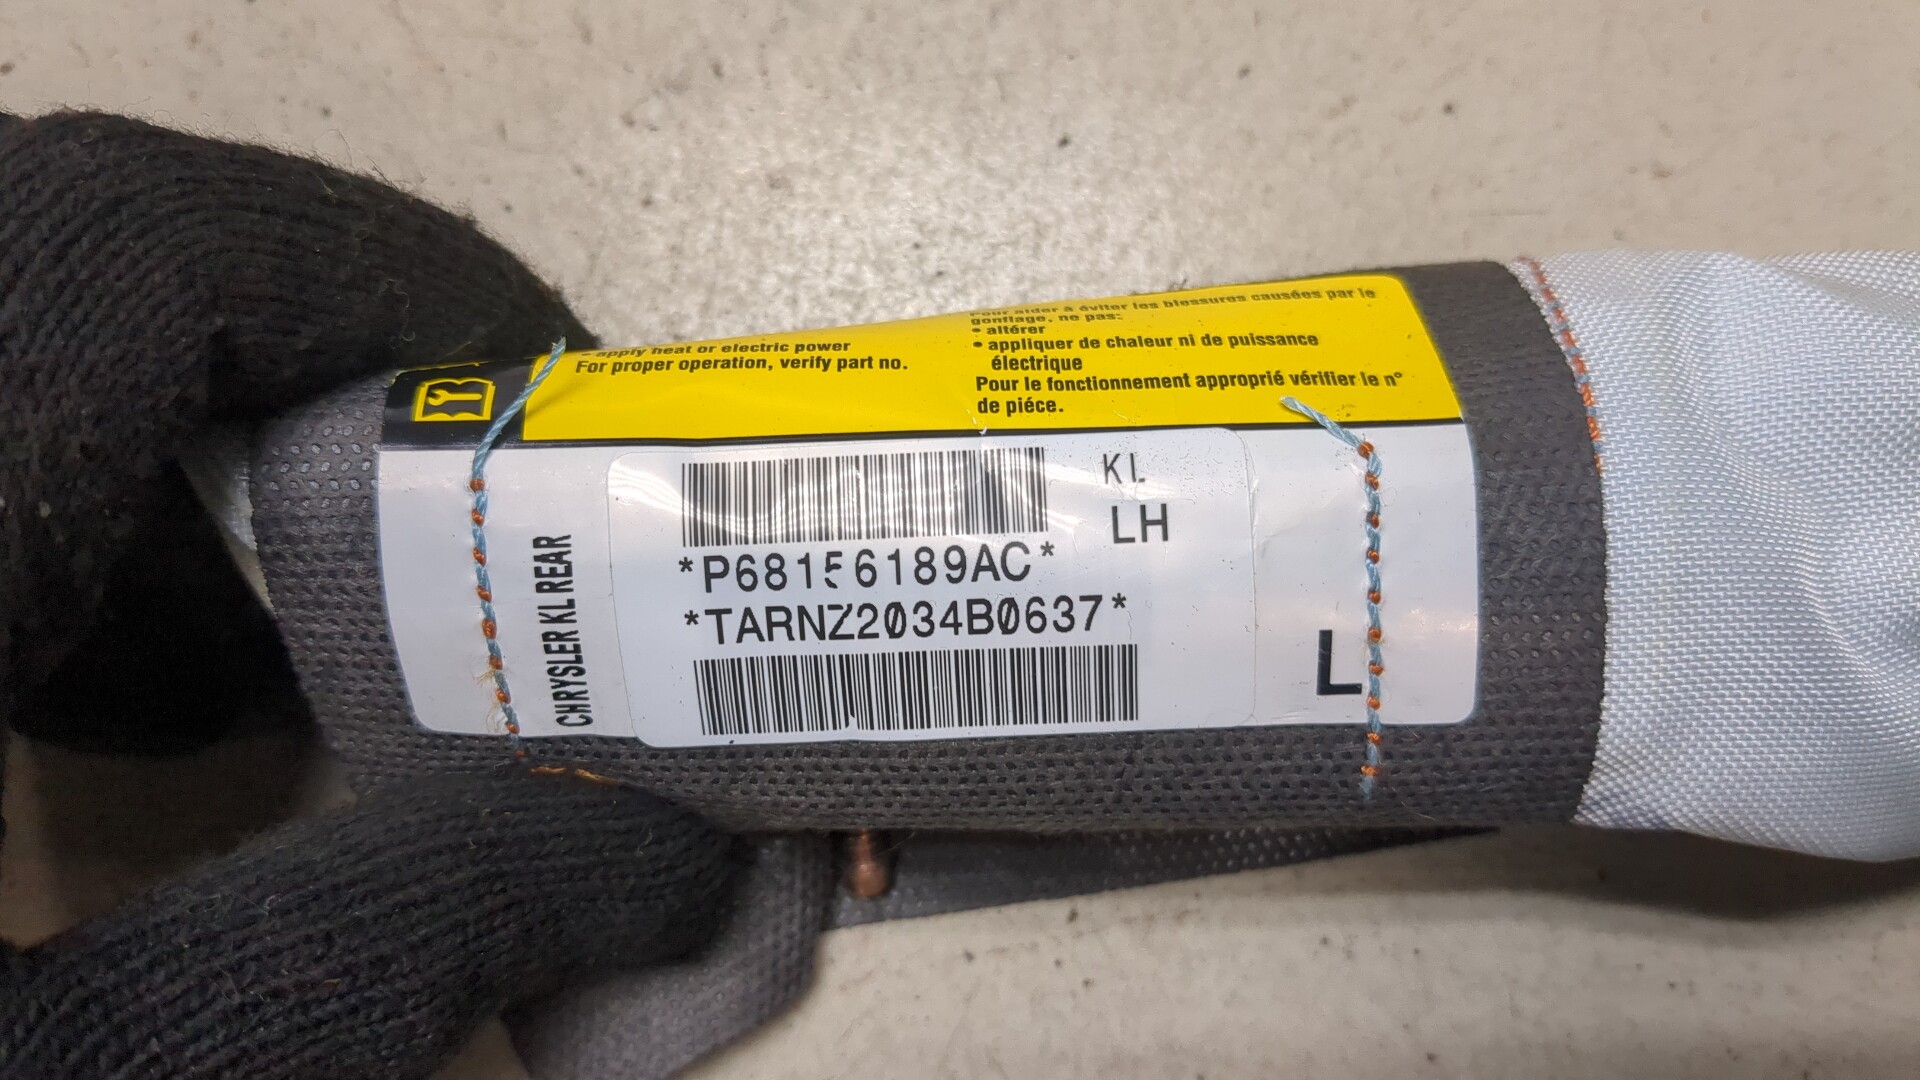 • apply heat or electric power
For proper operation, verify part no.
Pour aider à éviter les blessures causées par le
gonflage, ne pas:
• altérer
• appliquer de chaleur ni de puissance
électrique
Pour le fonctionnement approprié vérifier le n°
de piéce.
CHRYSLER KL REAR
KL
LH
*P68156189AC*
*TARNZ2034B0637*
L